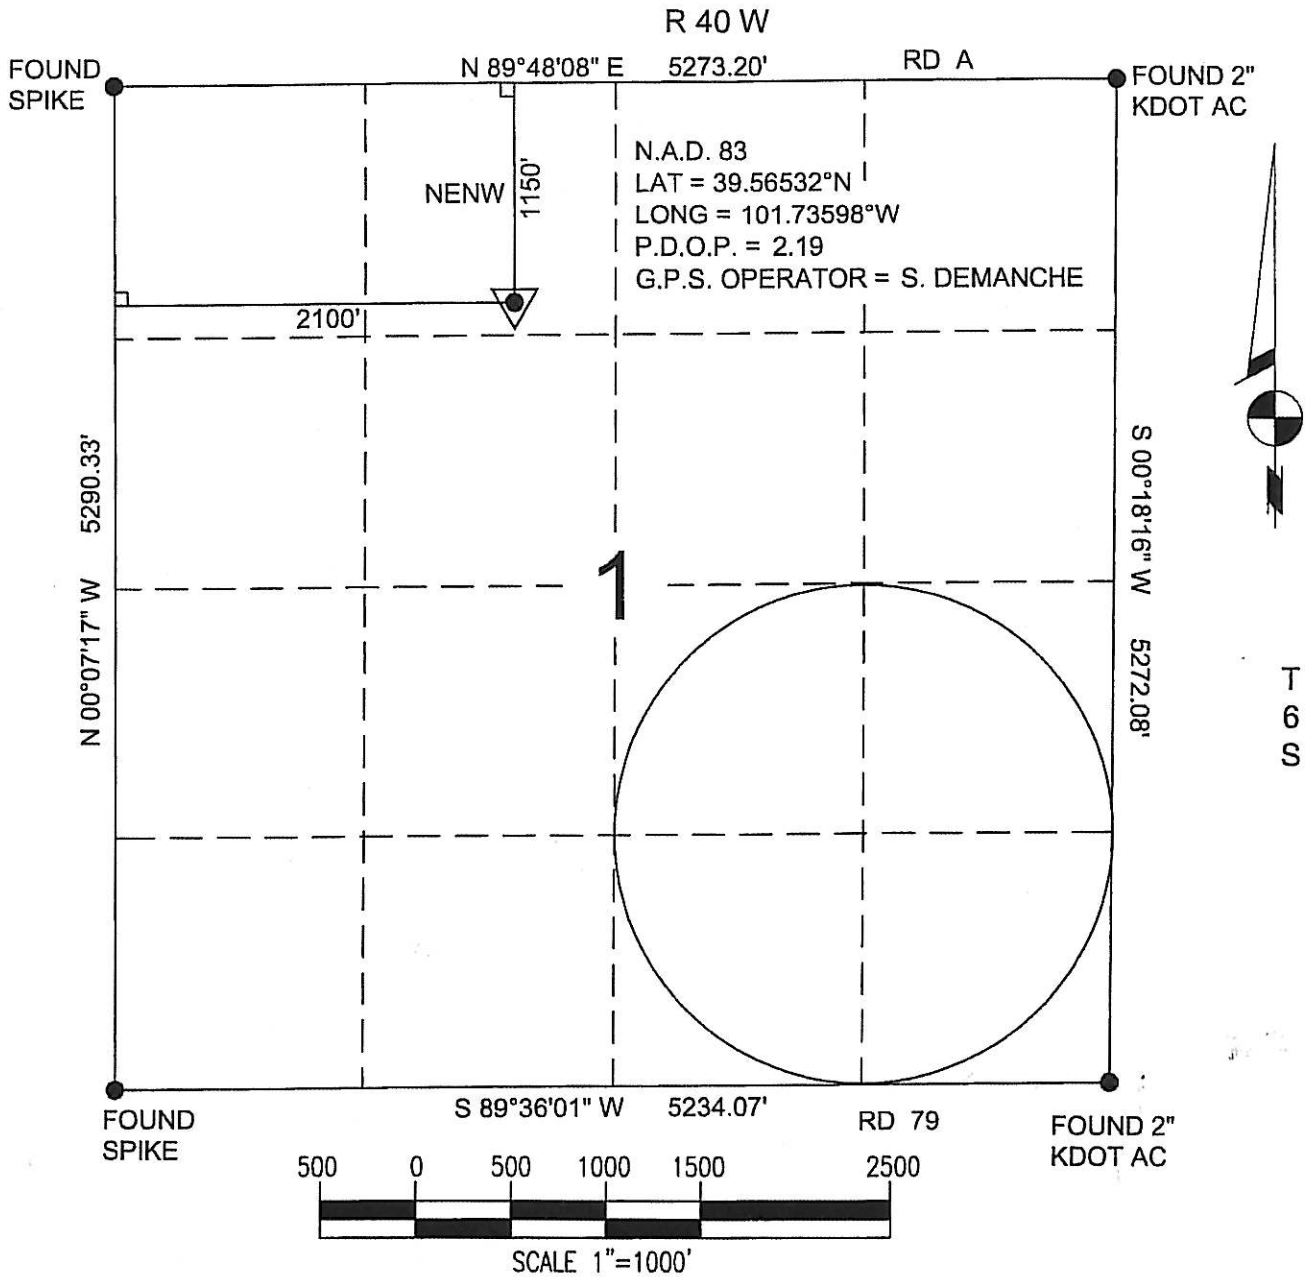 R 40 W
N 89°48'08" E 5273.20' RD A
FOUND
SPIKE
FOUND 2"
KDOT AC
N.A.D. 83
LAT = 39.56532°N
LONG = 101.73598°W
P.D.O.P. = 2.19
G.P.S. OPERATOR = S. DEMANCHE
NENW
1150'
2100'
N 00°07'17" W 5290.33'
1
S 00°18'16" W 5272.08'
T
6
S
N
FOUND
SPIKE
S 89°36'01" W 5234.07' RD 79
FOUND 2"
KDOT AC
500 0 500 1000 1500 2500
SCALE 1"=1000'